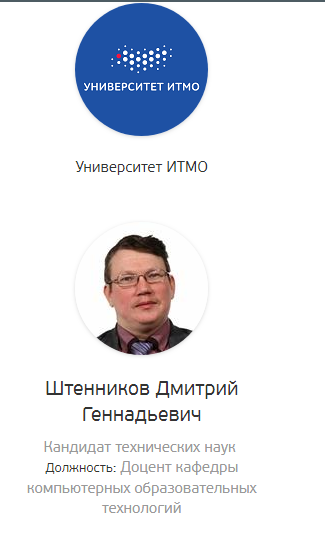 УНИВЕРСИТЕТ ИТМО
Университет ИТМО
Штенников Дмитрий
Геннадьевич
Кандидат технических наук
Должность: Доцент кафедры
компьютерных образовательных
технологий